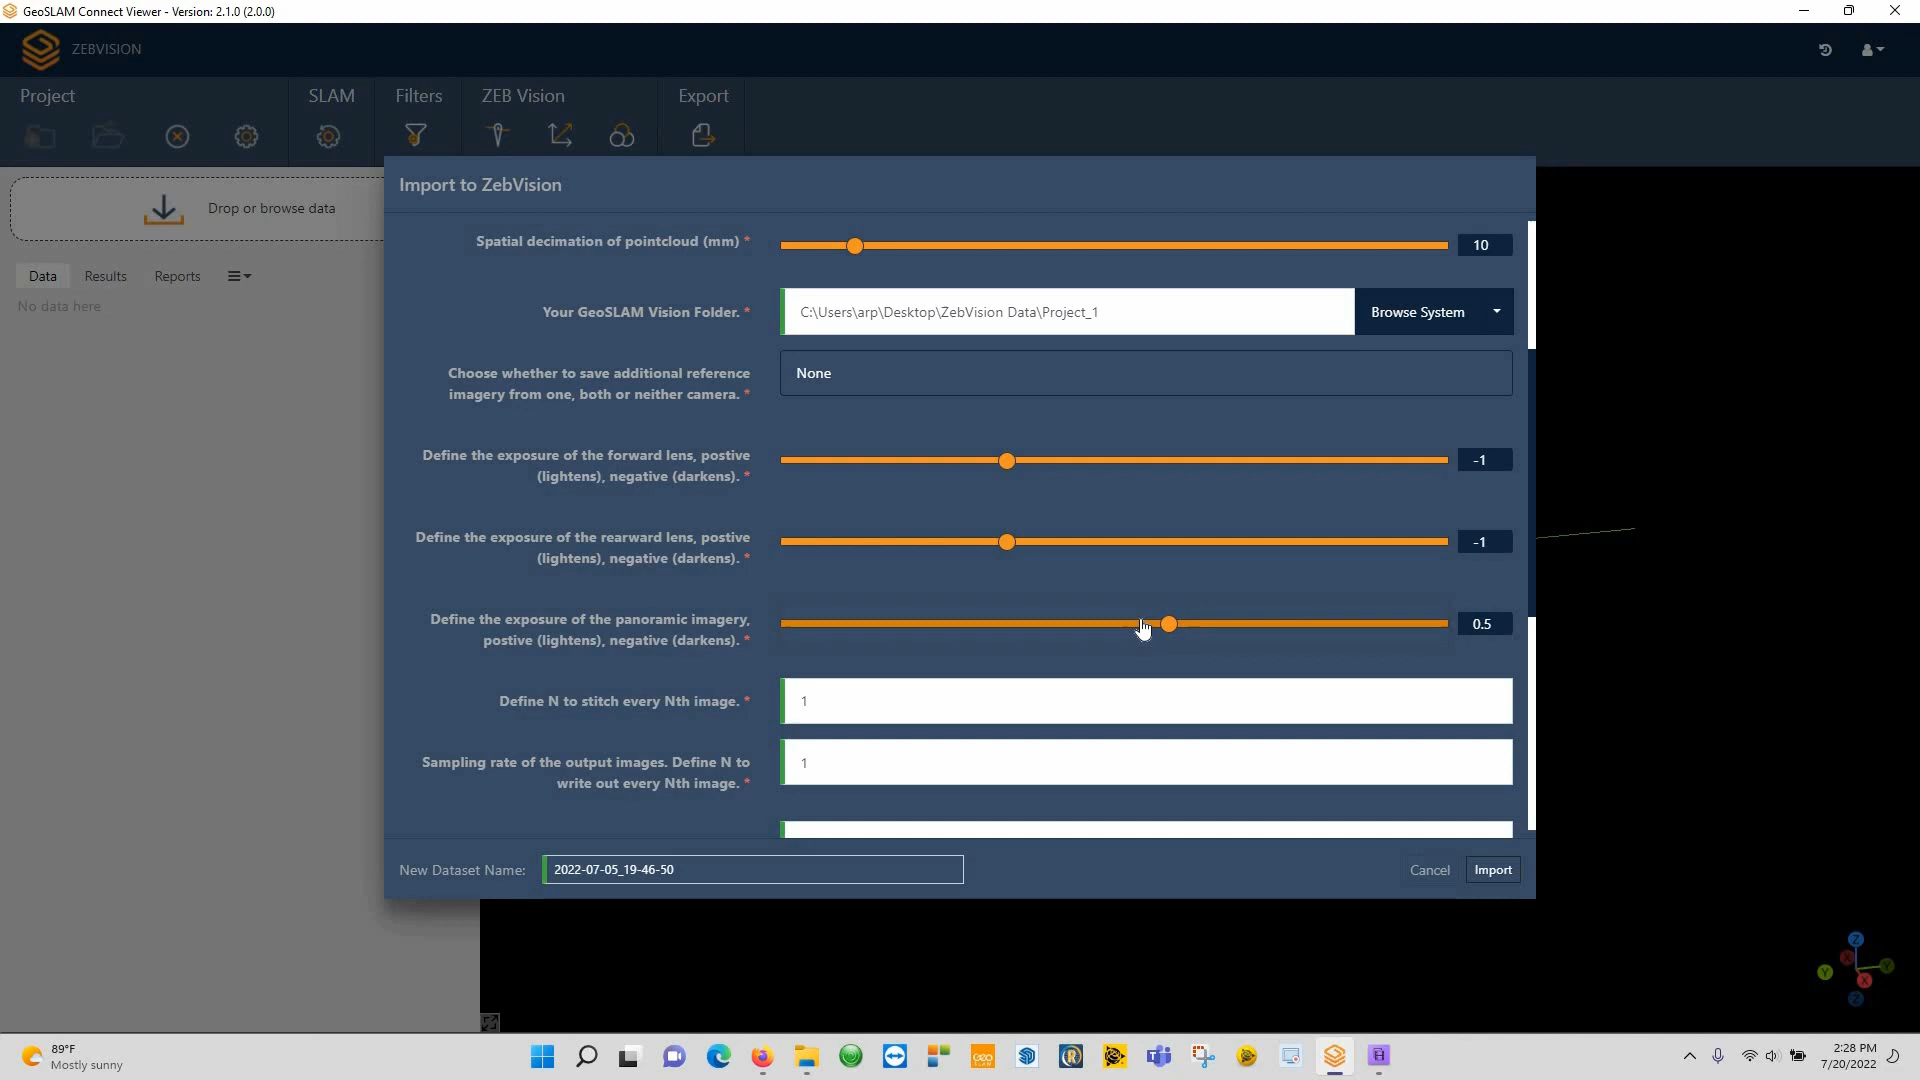 GeoSLAM Connect Viewer - Version: 2.1.0 (2.0.0)
ZEBVISION
Project
SLAM
Filters
ZEB Vision
Export
Drop or browse data
Data
Results
Reports
No data here
Import to ZebVision
Spatial decimation of pointcloud (mm) *
10
Your GeoSLAM Vision Folder. *
C:\Users\arp\Desktop\ZebVision Data\Project_1
Browse System
Choose whether to save additional reference
imagery from one, both or neither camera. *
None
Define the exposure of the forward lens, postive
(lightens), negative (darkens). *
-1
Define the exposure of the rearward lens, postive
(lightens), negative (darkens). *
-1
Define the exposure of the panoramic imagery,
postive (lightens), negative (darkens). *
0.5
Define N to stitch every Nth image. *
1
Sampling rate of the output images. Define N to
write out every Nth image. *
1
New Dataset Name:
2022-07-05_19-46-50
Cancel
Import
Z
X
Y
Y
X
Z
89°F
Mostly sunny
GEO
SLAM
R
2:28 PM
7/20/2022